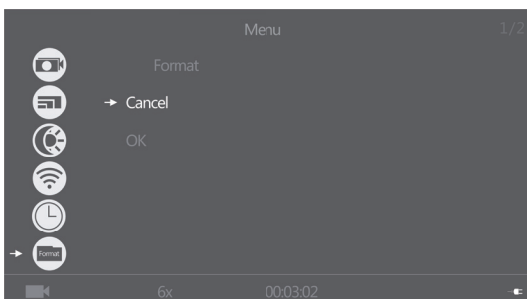 Menu 1/2
Format
Cancel
OK
Format
6x 00:03:02